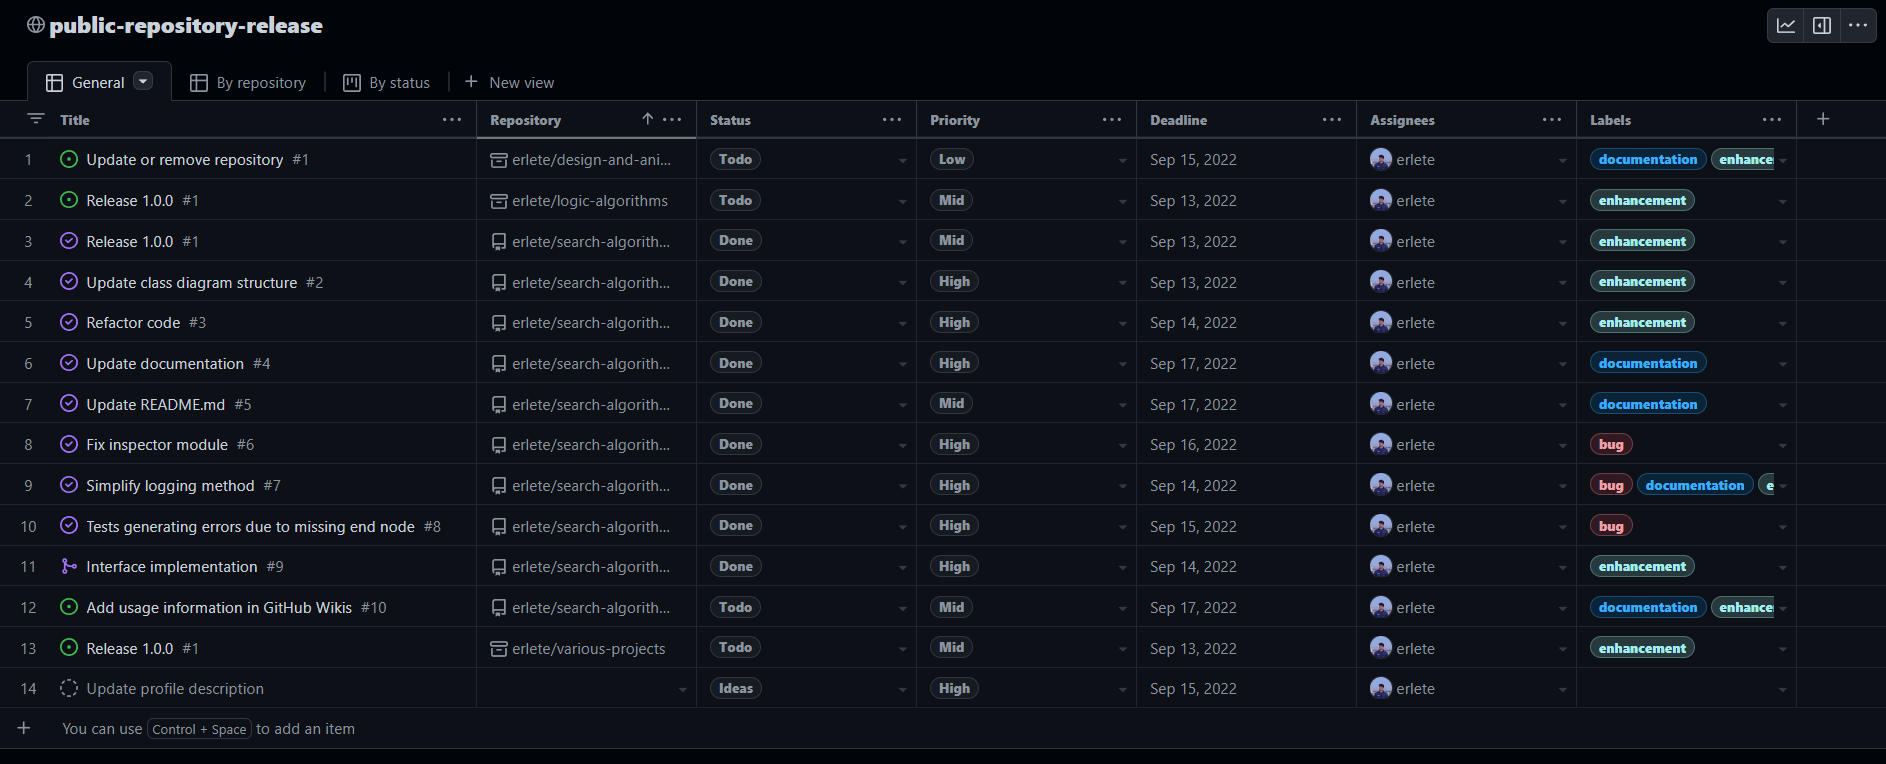 public-repository-release
General By repository By status + New view
Title Repository Status Priority Deadline Assignees Labels
1 Update or remove repository #1 erlete/design-and-ani... Todo Low Sep 15, 2022 erlete documentation enhance
2 Release 1.0.0 #1 erlete/logic-algorithms Todo Mid Sep 13, 2022 erlete enhancement
3 Release 1.0.0 #1 erlete/search-algorith... Done Mid Sep 13, 2022 erlete enhancement
4 Update class diagram structure #2 erlete/search-algorith... Done High Sep 13, 2022 erlete enhancement
5 Refactor code #3 erlete/search-algorith... Done High Sep 14, 2022 erlete enhancement
6 Update documentation #4 erlete/search-algorith... Done High Sep 17, 2022 erlete documentation
7 Update README.md #5 erlete/search-algorith... Done Mid Sep 17, 2022 erlete documentation
8 Fix inspector module #6 erlete/search-algorith... Done High Sep 16, 2022 erlete bug
9 Simplify logging method #7 erlete/search-algorith... Done High Sep 14, 2022 erlete bug documentation e
10 Tests generating errors due to missing end node #8 erlete/search-algorith... Done High Sep 15, 2022 erlete bug
11 Interface implementation #9 erlete/search-algorith... Done High Sep 14, 2022 erlete enhancement
12 Add usage information in GitHub Wikis #10 erlete/search-algorith... Todo Mid Sep 17, 2022 erlete documentation enhance
13 Release 1.0.0 #1 erlete/various-projects Todo Mid Sep 13, 2022 erlete enhancement
14 Update profile description Ideas High Sep 15, 2022 erlete
+ You can use Control + Space to add an item